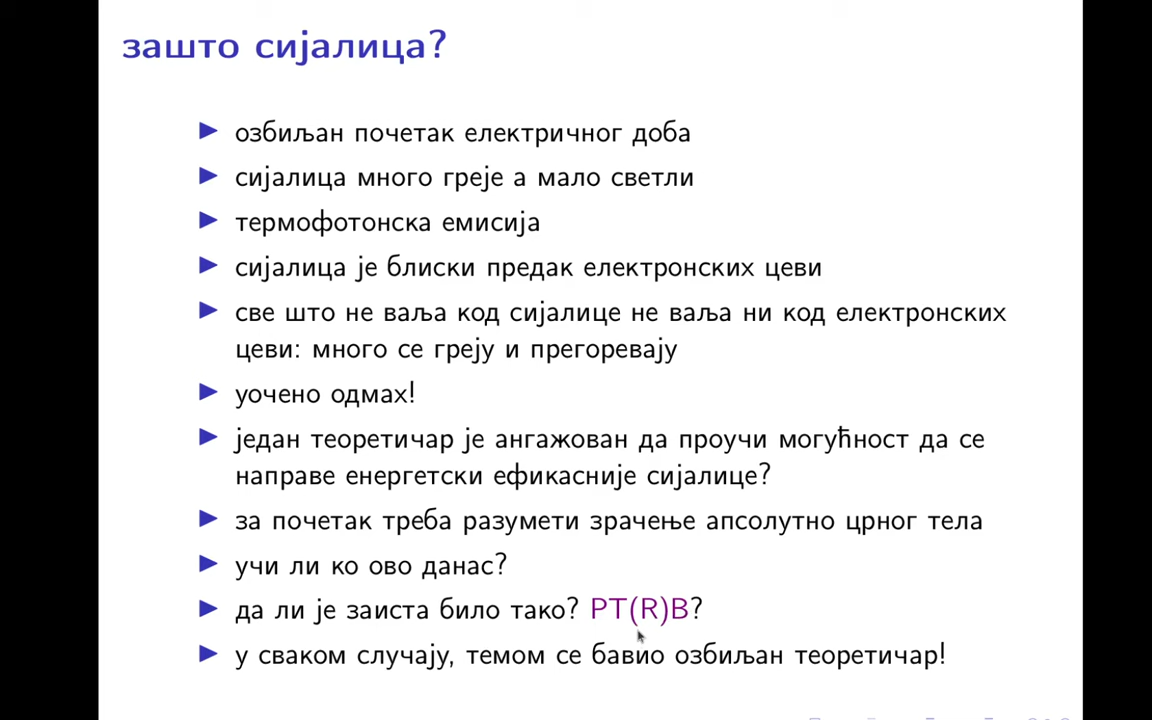 зашто сијалица?
▶ озбиљан почетак електричног доба
▶ сијалица много греје а мало светли
▶ термофотонска емисија
▶ сијалица је блиски предак електронских цеви
▶ све што не ваља код сијалице не ваља ни код електронских
цеви: много се греју и прегоревају
▶ уочено одмах!
▶ један теоретичар је ангажован да проучи могућност да се
направе енергетски ефикасније сијалице?
▶ за почетак треба разумети зрачење апсолутно црног тела
▶ учи ли ко ово данас?
▶ да ли је заиста било тако? PT(R)B?
▶ у сваком случају, темом се бавио озбиљан теоретичар!